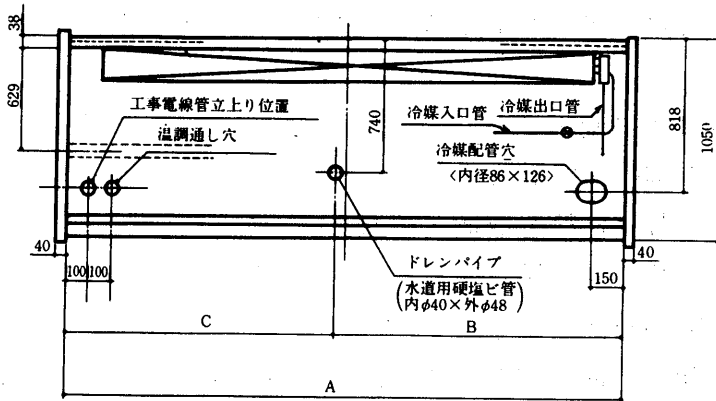 38
629
工事電線管立上り位置
温調通し穴
740
冷媒入口管
冷媒出口管
818
1050
冷媒配管穴
<内径86×126>
40
100
100
ドレンパイプ
(水道用硬塩ビ管
内φ40×外φ48)
150
40
C
B
A